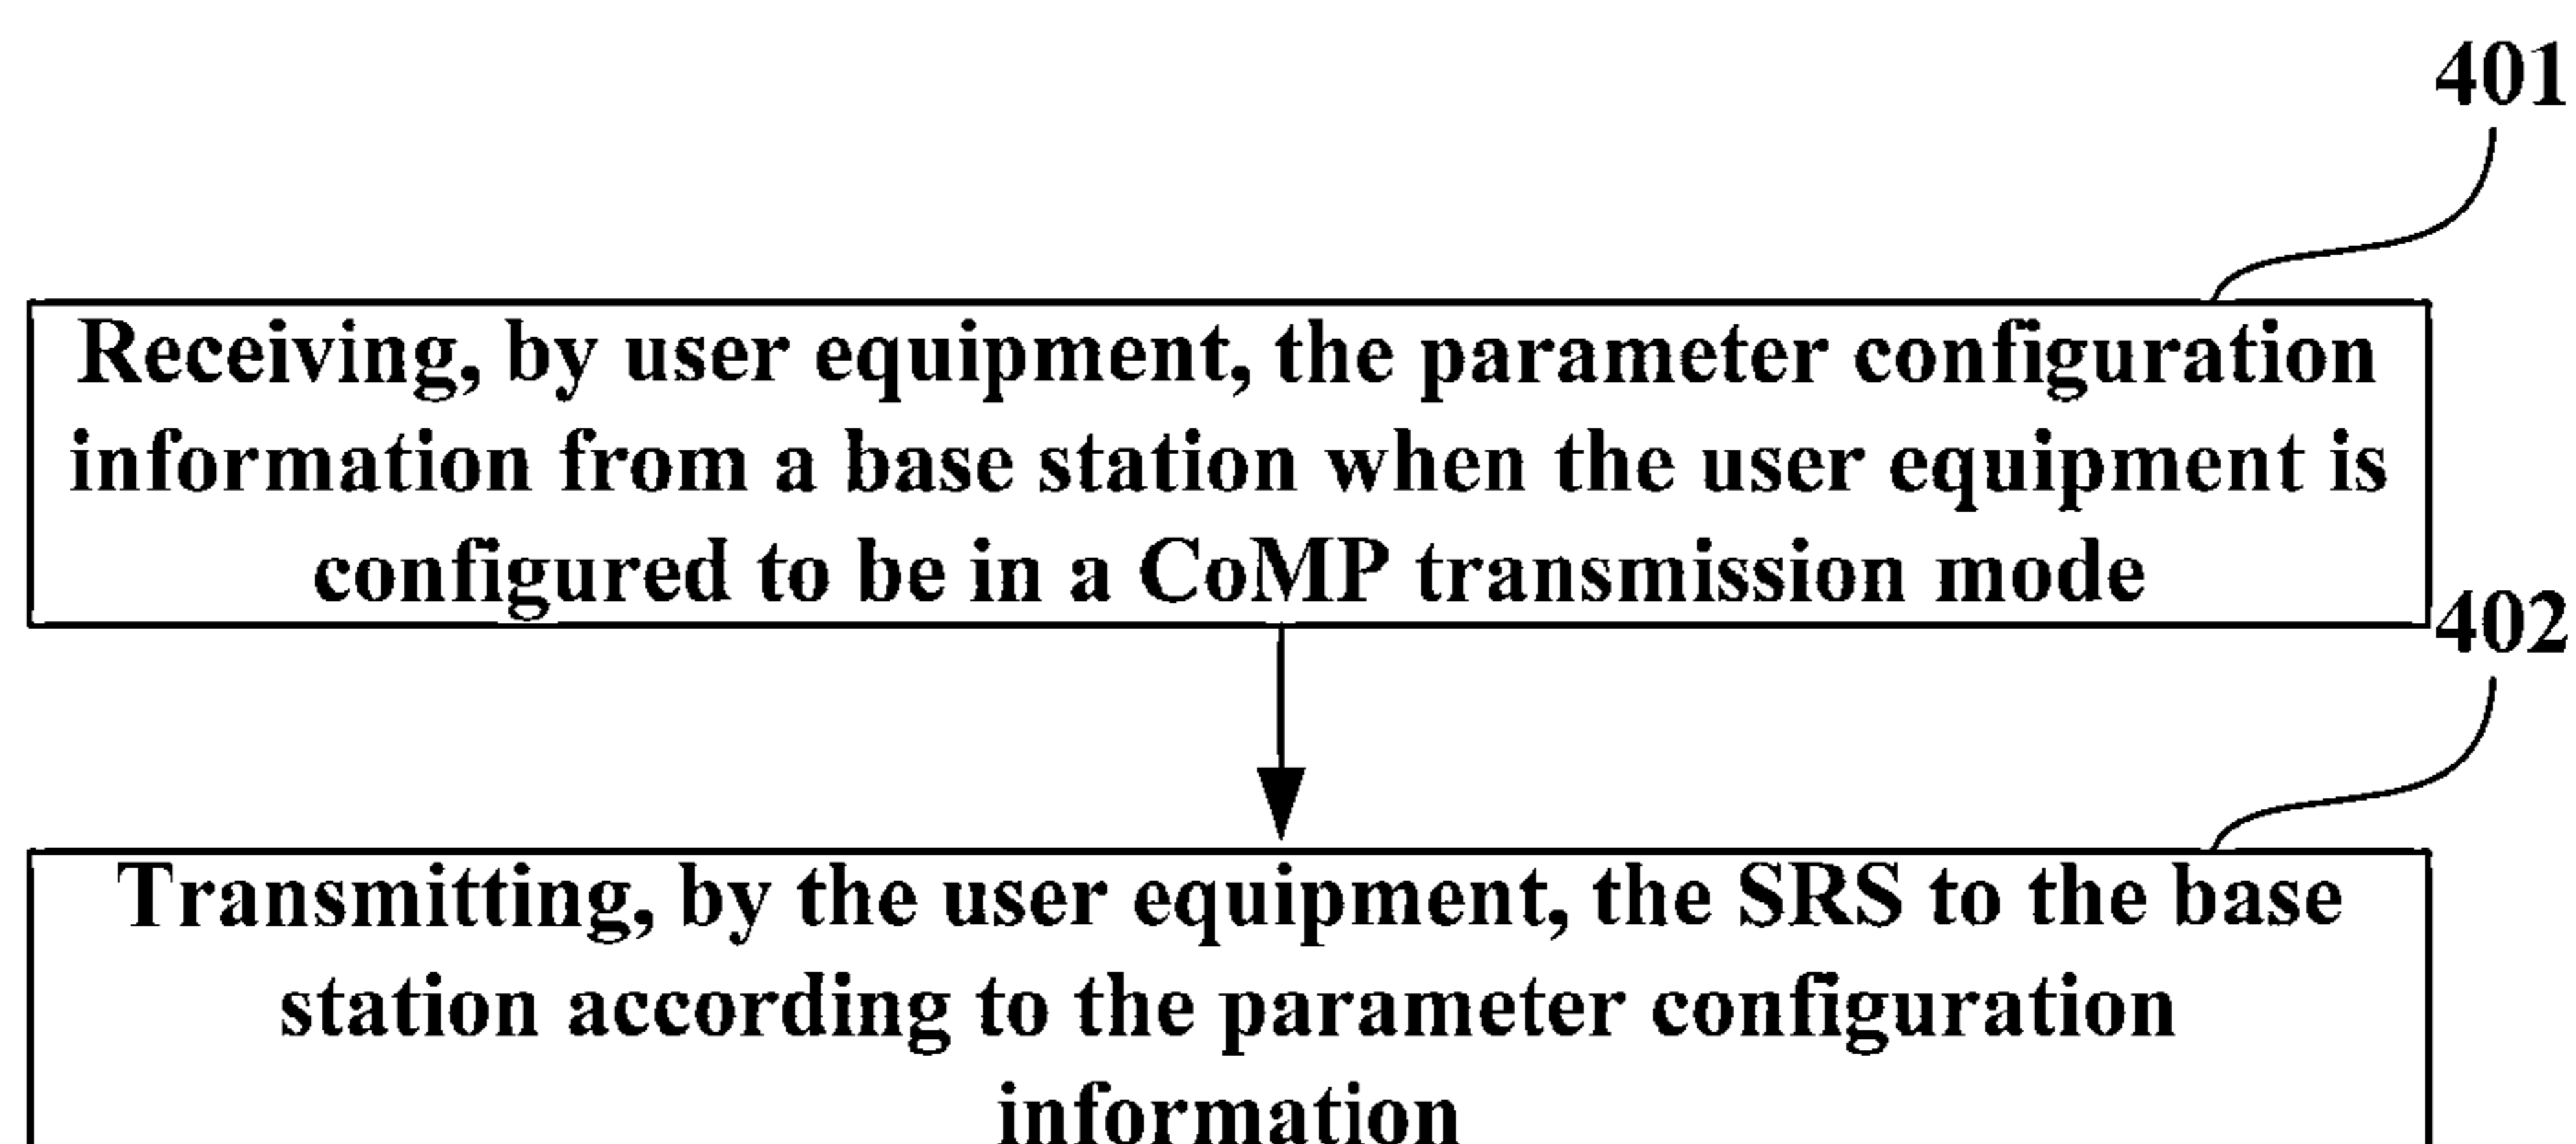 401
Receiving, by user equipment, the parameter configuration
information from a base station when the user equipment is
configured to be in a CoMP transmission mode
402
Transmitting, by the user equipment, the SRS to the base
station according to the parameter configuration
information